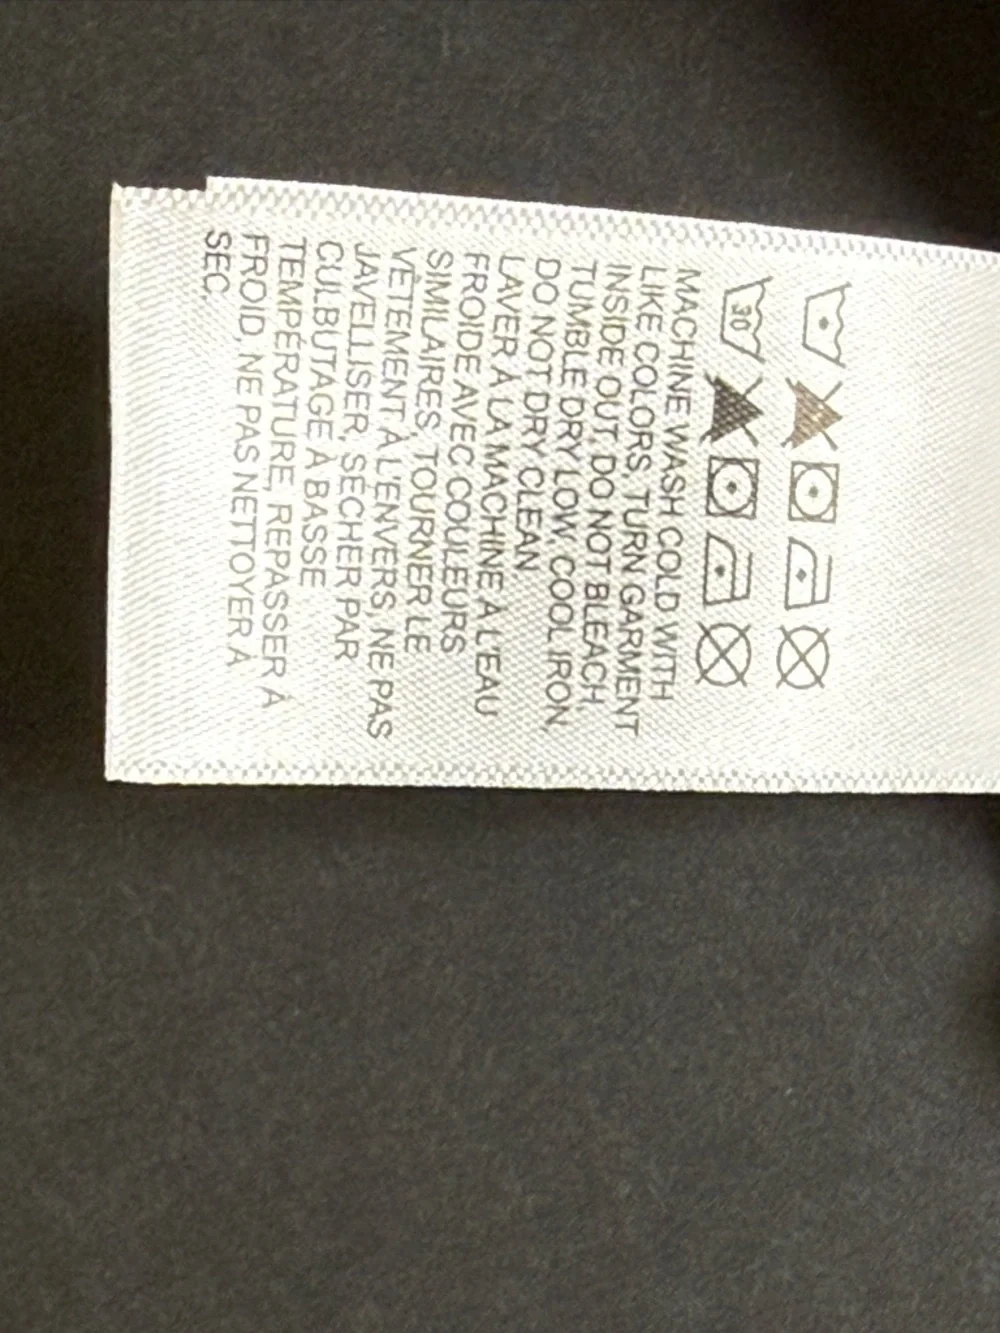 30
MACHINE WASH COLD WITH
LIKE COLORS, TURN GARMENT
INSIDE OUT, DO NOT BLEACH,
TUMBLE DRY LOW, COOL IRON,
DO NOT DRY CLEAN.
LAVER À LA MACHINE À L'EAU
FROIDE AVEC COULEURS
SIMILAIRES, TOURNER LE
VÊTEMENT À L'ENVERS, NE PAS
JAVELLISER, SÉCHER PAR
CULBUTAGE À BASSE
TEMPÉRATURE, REPASSER À
FROID, NE PAS NETTOYER À
SEC.